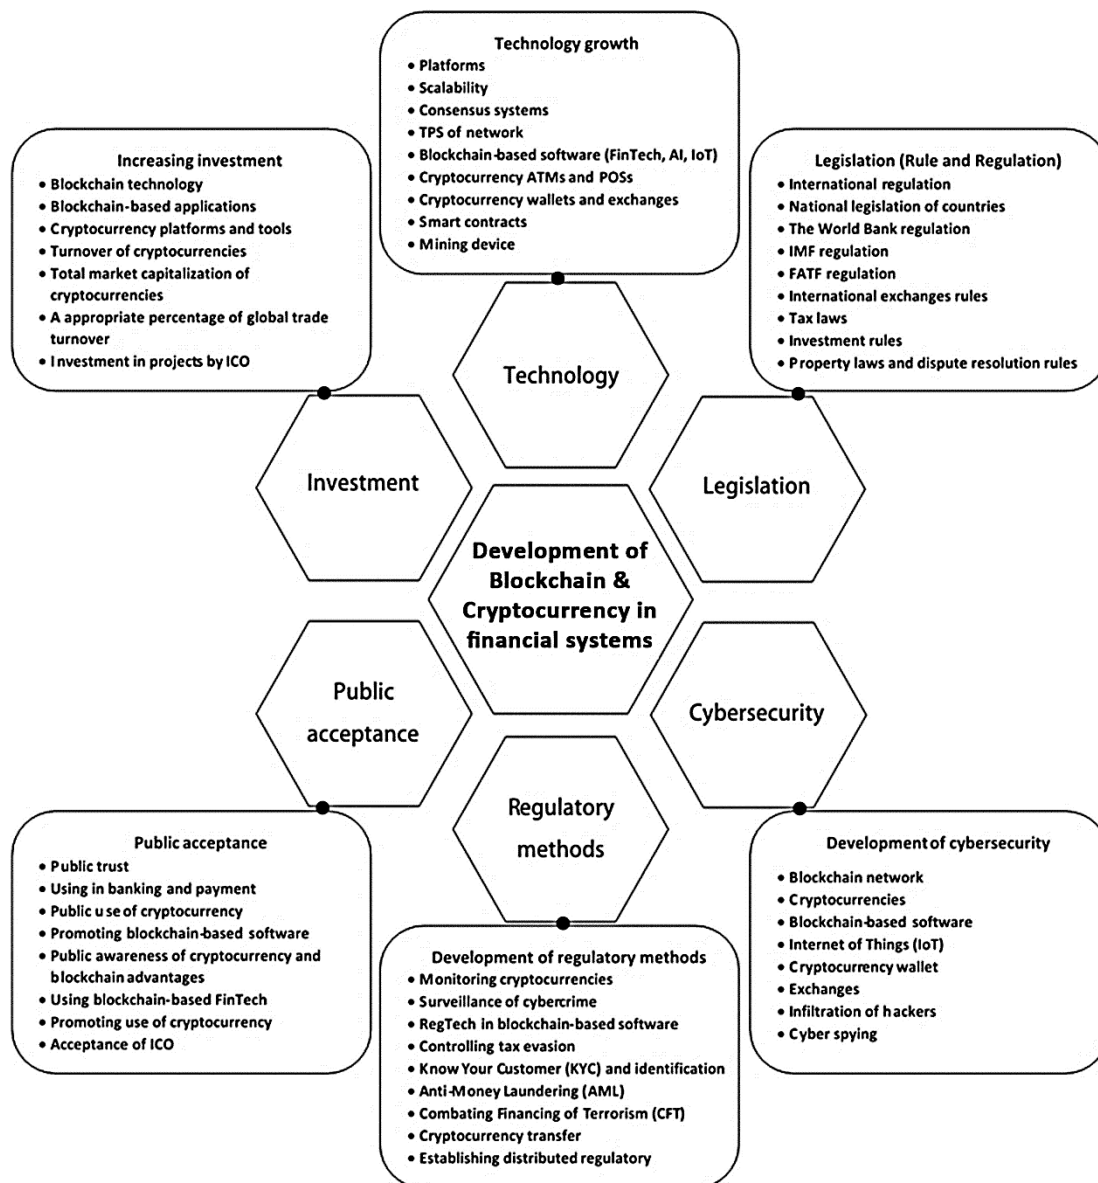 Technology growth
• Platforms
• Scalability
• Consensus systems
• TPS of network
• Blockchain-based software (FinTech, AI, IoT)
• Cryptocurrency ATMs and POSs
• Cryptocurrency wallets and exchanges
• Smart contracts
• Mining device
Increasing investment
• Blockchain technology
• Blockchain-based applications
• Cryptocurrency platforms and tools
• Turnover of cryptocurrencies
• Total market capitalization of
cryptocurrencies
• A appropriate percentage of global trade
turnover
• Investment in projects by ICO
Legislation (Rule and Regulation)
• International regulation
• National legislation of countries
• The World Bank regulation
• IMF regulation
• FATF regulation
• International exchanges rules
• Tax laws
• Investment rules
• Property laws and dispute resolution rules
Technology
Investment
Legislation
Development of
Blockchain &
Cryptocurrency in
financial systems
Public
acceptance
Cybersecurity
Regulatory
methods
Public acceptance
• Public trust
• Using in banking and payment
• Public use of cryptocurrency
• Promoting blockchain-based software
• Public awareness of cryptocurrency and
blockchain advantages
• Using blockchain-based FinTech
• Promoting use of cryptocurrency
• Acceptance of ICO
Development of regulatory methods
• Monitoring cryptocurrencies
• Surveillance of cybercrime
• RegTech in blockchain-based software
• Controlling tax evasion
• Know Your Customer (KYC) and identification
• Anti-Money Laundering (AML)
• Combating Financing of Terrorism (CFT)
• Cryptocurrency transfer
• Establishing distributed regulatory
Development of cybersecurity
• Blockchain network
• Cryptocurrencies
• Blockchain-based software
• Internet of Things (IoT)
• Cryptocurrency wallet
• Exchanges
• Infiltration of hackers
• Cyber spying